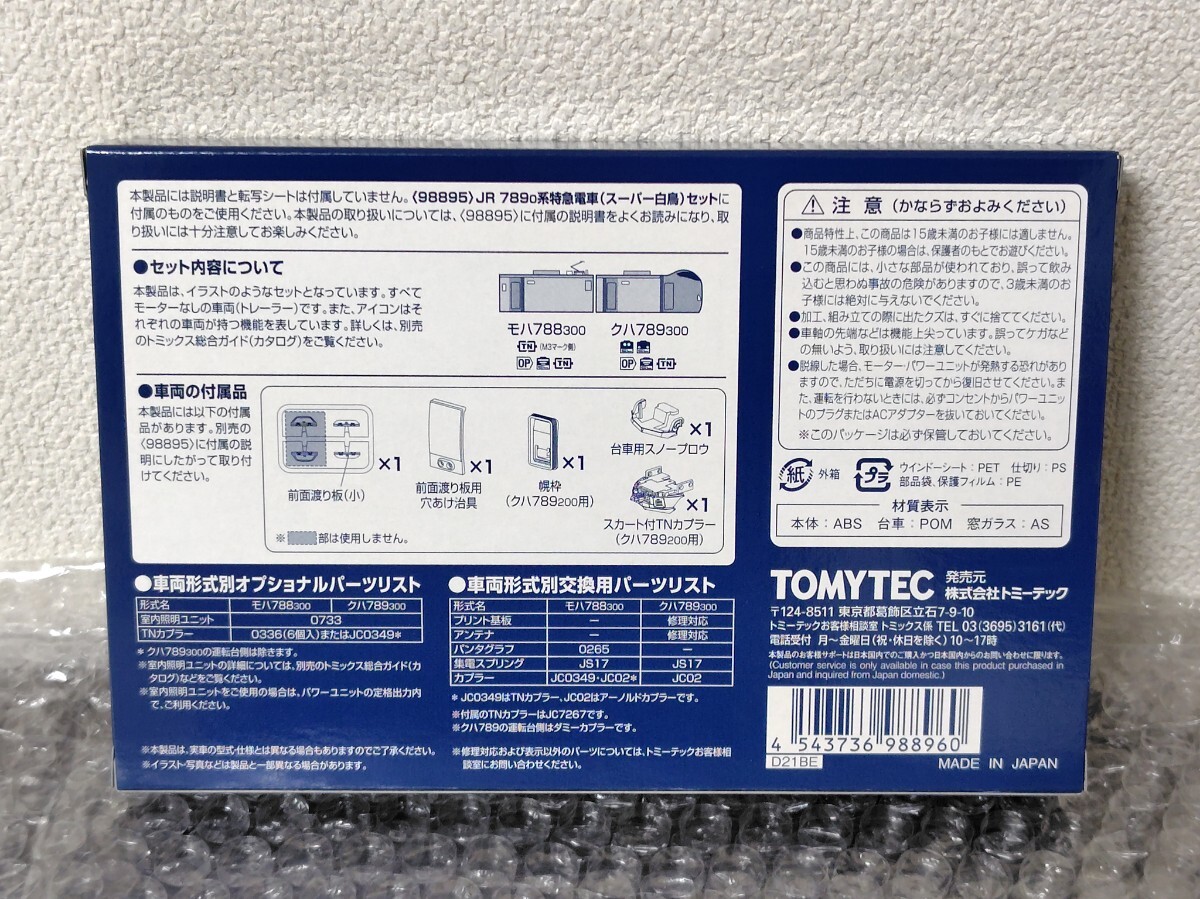 本製品には説明書と転写シートは付属していません。〈98895〉JR 7890系特急電車(スーパー白鳥)セットに
付属のものをご使用ください。本製品の取り扱いについては、〈98895〉に付属の説明書をよくお読みになり、取
り扱いには十分注意してお楽しみください。
●セット内容について
本製品は、イラストのようなセットとなっています。すべて
モーターなしの車両(トレーラー)です。また、アイコンはそ
れぞれの車両が持つ機能を表しています。詳しくは、別売
のトミックス総合ガイド(カタログ)をご覧ください。
モハ788300
クハ789300
TN (M3マーク側)
OP TN
OP TN
●車両の付属品
本製品には以下の付属
品があります。別売の
〈98895〉に付属の説
明にしたがって取り付
けてください。
×1
前面渡り板(小)
×1
前面渡り板用
穴あけ治具
×1
幌枠
(クハ789200用)
×1
台車用スノープロウ
×1
スカート付TNカプラー
(クハ789200用)
※ 部は使用しません。
●車両形式別オプショナルパーツリスト
形式名 モハ788300 クハ789300
室内照明ユニット 0733
TNカプラー 0336(6個入)またはJC0349*
* クハ789300の運転台側は除きます。
※室内照明ユニットの詳細については、別売のトミックス総合ガイド(カ
タログ)などをご覧ください。
※室内照明ユニットをご使用の場合は、パワーユニットの定格出力内
で、ご利用ください。
※本製品は、実車の型式・仕様とは異なる場合もありますのでご了承ください。
※イラスト・写真などは製品と一部異なる場合があります。
●車両形式別交換用パーツリスト
形式名 モハ788300 クハ789300
プリント基板 ー 修理対応
アンテナ ー 修理対応
パンタグラフ 0265 ー
集電スプリング JS17 JS17
カプラー JC0349・JC02* JC02
* JC0349はTNカプラー、JC02はアーノルドカプラーです。
※付属のTNカプラーはJC7267です。
※クハ789の運転台側はダミーカプラーです。
※修理対応および表示以外のパーツについては、トミーテックお客様相
談室にお問い合わせください。
⚠ 注 意 (かならずおよみください)
●商品特性上、この商品は15歳未満のお子様には適しません。
15歳未満のお子様の場合は、保護者のもとでお遊びください。
●この商品には、小さな部品が使われており、誤って飲み
込むと思わぬ事故の危険がありますので、3歳未満のお
子様には絶対に与えないでください。
●加工、組み立ての際に出たクズは、すぐに捨ててください。
●車軸の先端などは機能上尖っています。誤ってケガなど
の無いよう、取り扱いには注意してください。
●脱線した場合、モーター・パワーユニットが発熱する恐れがあり
ますので、ただちに電源を切ってから復旧させてください。ま
た、運転を行わないときには、必ずコンセントからパワーユニット
のプラグまたはACアダプターを抜いておいてください。
※このパッケージは必ず保管しておいてください。
紙 外箱
プラ ウインドーシート:PET 仕切り:PS
部品袋、保護フィルム:PE
材質表示
本体:ABS 台車:POM 窓ガラス:AS
TOMYTEC 発売元
株式会社トミーテック
〒124-8511 東京都葛飾区立石7-9-10
トミーテックお客様相談室 トミックス係 TEL 03(3695)3161(代)
電話受付 月〜金曜日(祝・休日を除く)10〜17時
本製品のお客様サポートは日本国内でのご購入かつ日本国内からのお問い合わせに限ります。
(Customer service is only available in case this product purchased in
Japan and inquired from Japan domestic.)
4 543736 988960
D21BE
MADE IN JAPAN